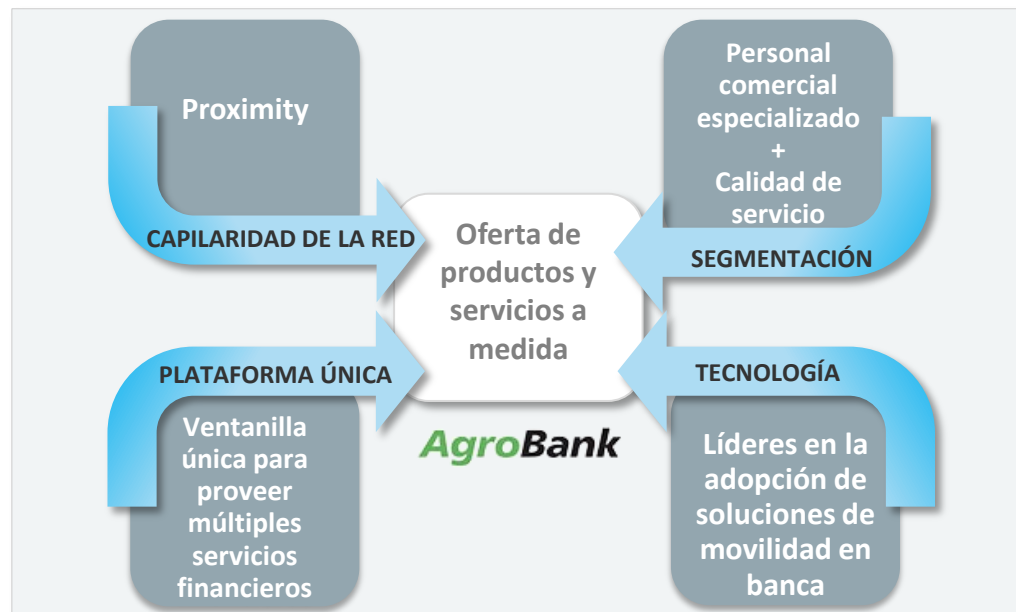 Proximity
CAPILARIDAD DE LA RED
Personal
comercial
especializado
+
Calidad de
servicio
SEGMENTACIÓN
Oferta de
productos y
servicios a
medida
PLATAFORMA ÚNICA
Ventanilla
única para
proveer
múltiples
servicios
financieros
AgroBank
TECNOLOGÍA
Líderes en la
adopción de
soluciones de
movilidad en
banca